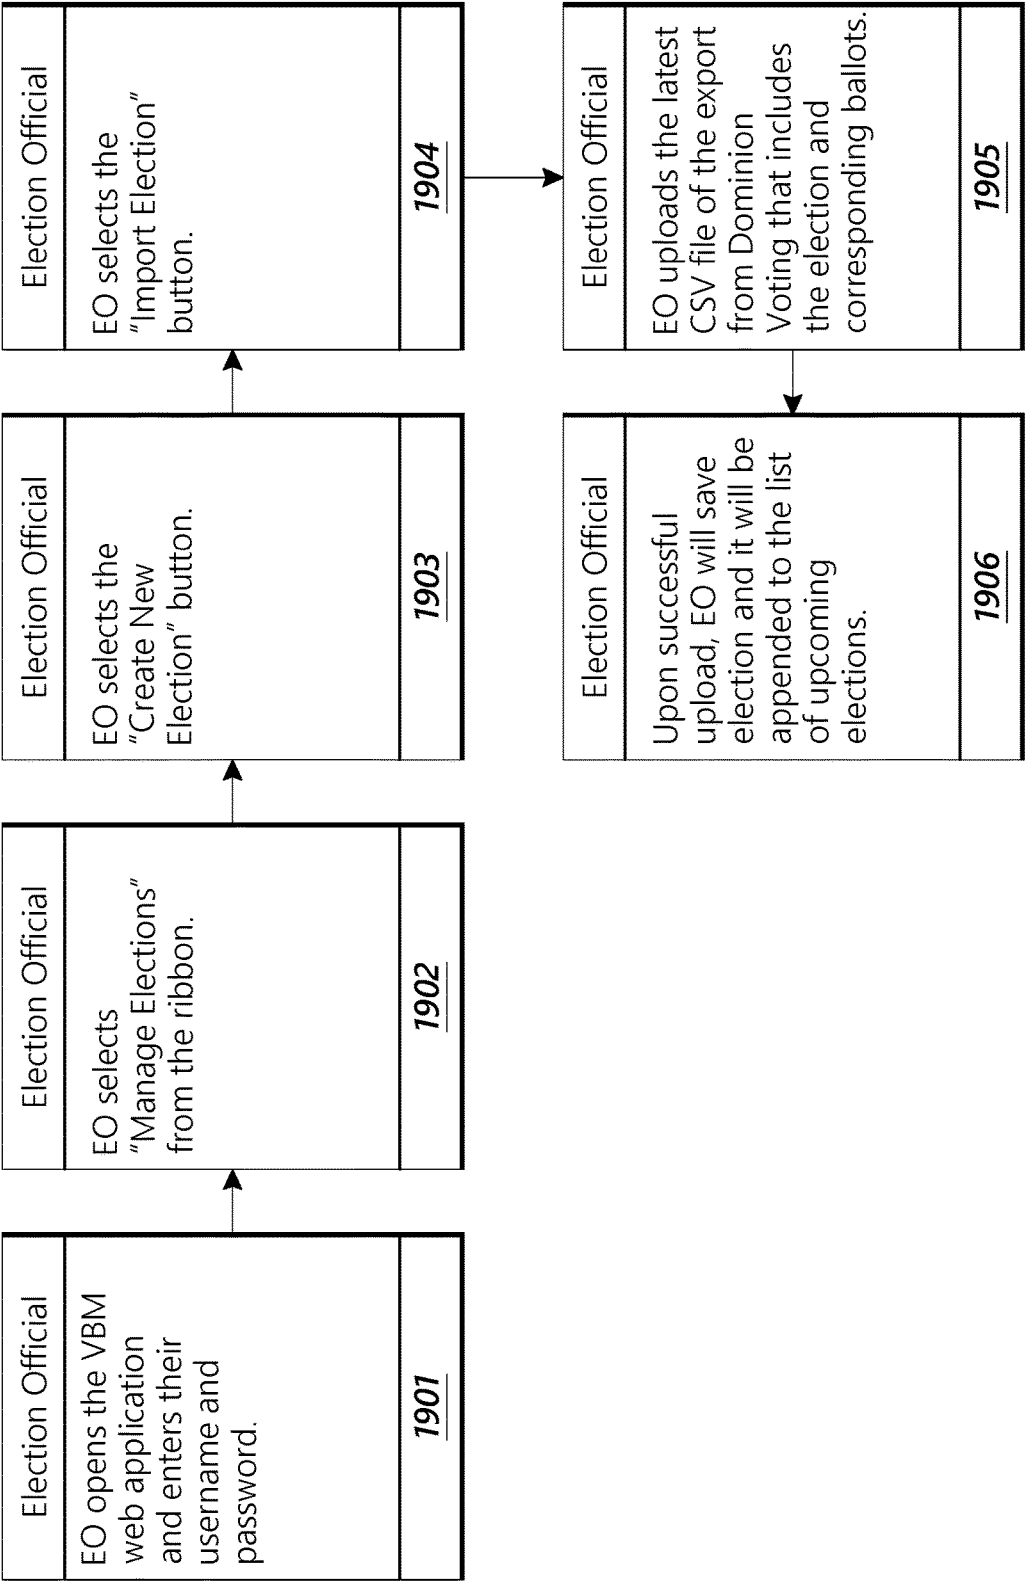 Election Official
EO opens the VBM
web application
and enters their
username and
password.
1901
Election Official
EO selects
“Manage Elections”
from the ribbon.
1902
Election Official
EO selects the
“Create New
Election” button.
1903
Election Official
EO selects the
“Import Election”
button.
1904
Election Official
EO uploads the latest
CSV file of the export
from Dominion
Voting that includes
the election and
corresponding ballots.
1905
Election Official
Upon successful
upload, EO will save
election and it will be
appended to the list
of upcoming
elections.
1906